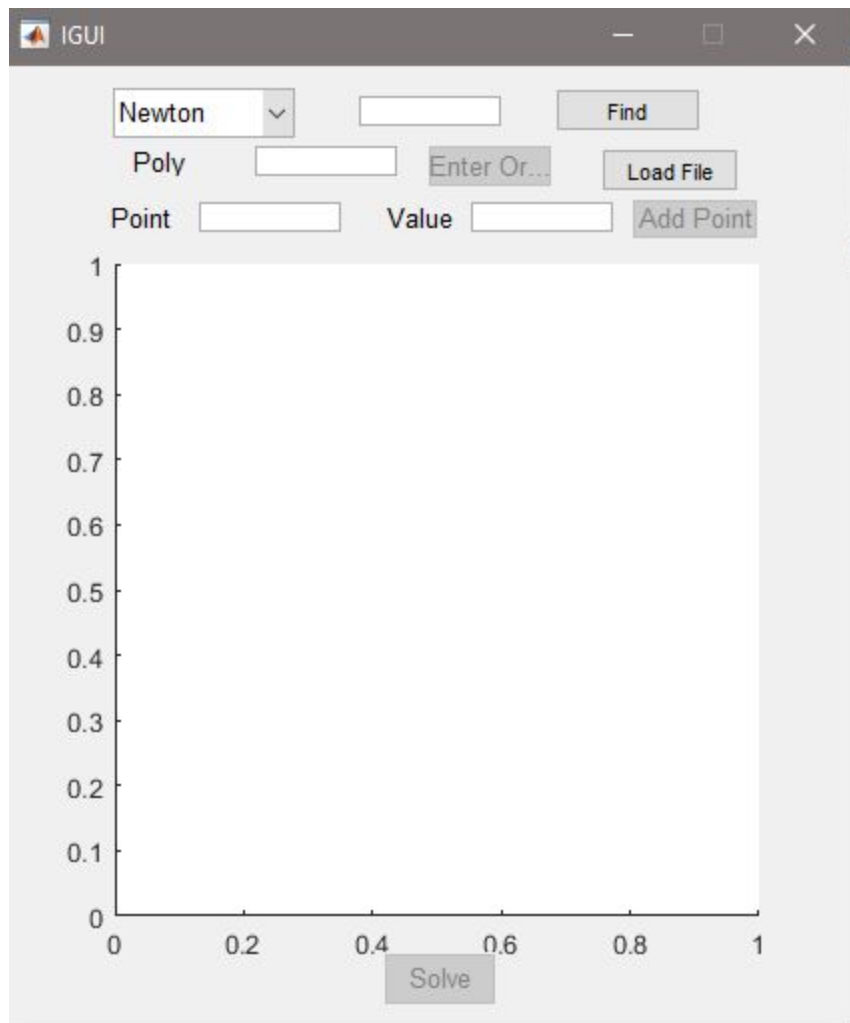 IGUI
Newton Find
Poly Enter Or... Load File
Point Value Add Point
1
0.9
0.8
0.7
0.6
0.5
0.4
0.3
0.2
0.1
0
0 0.2 0.4 0.6 0.8 1
Solve